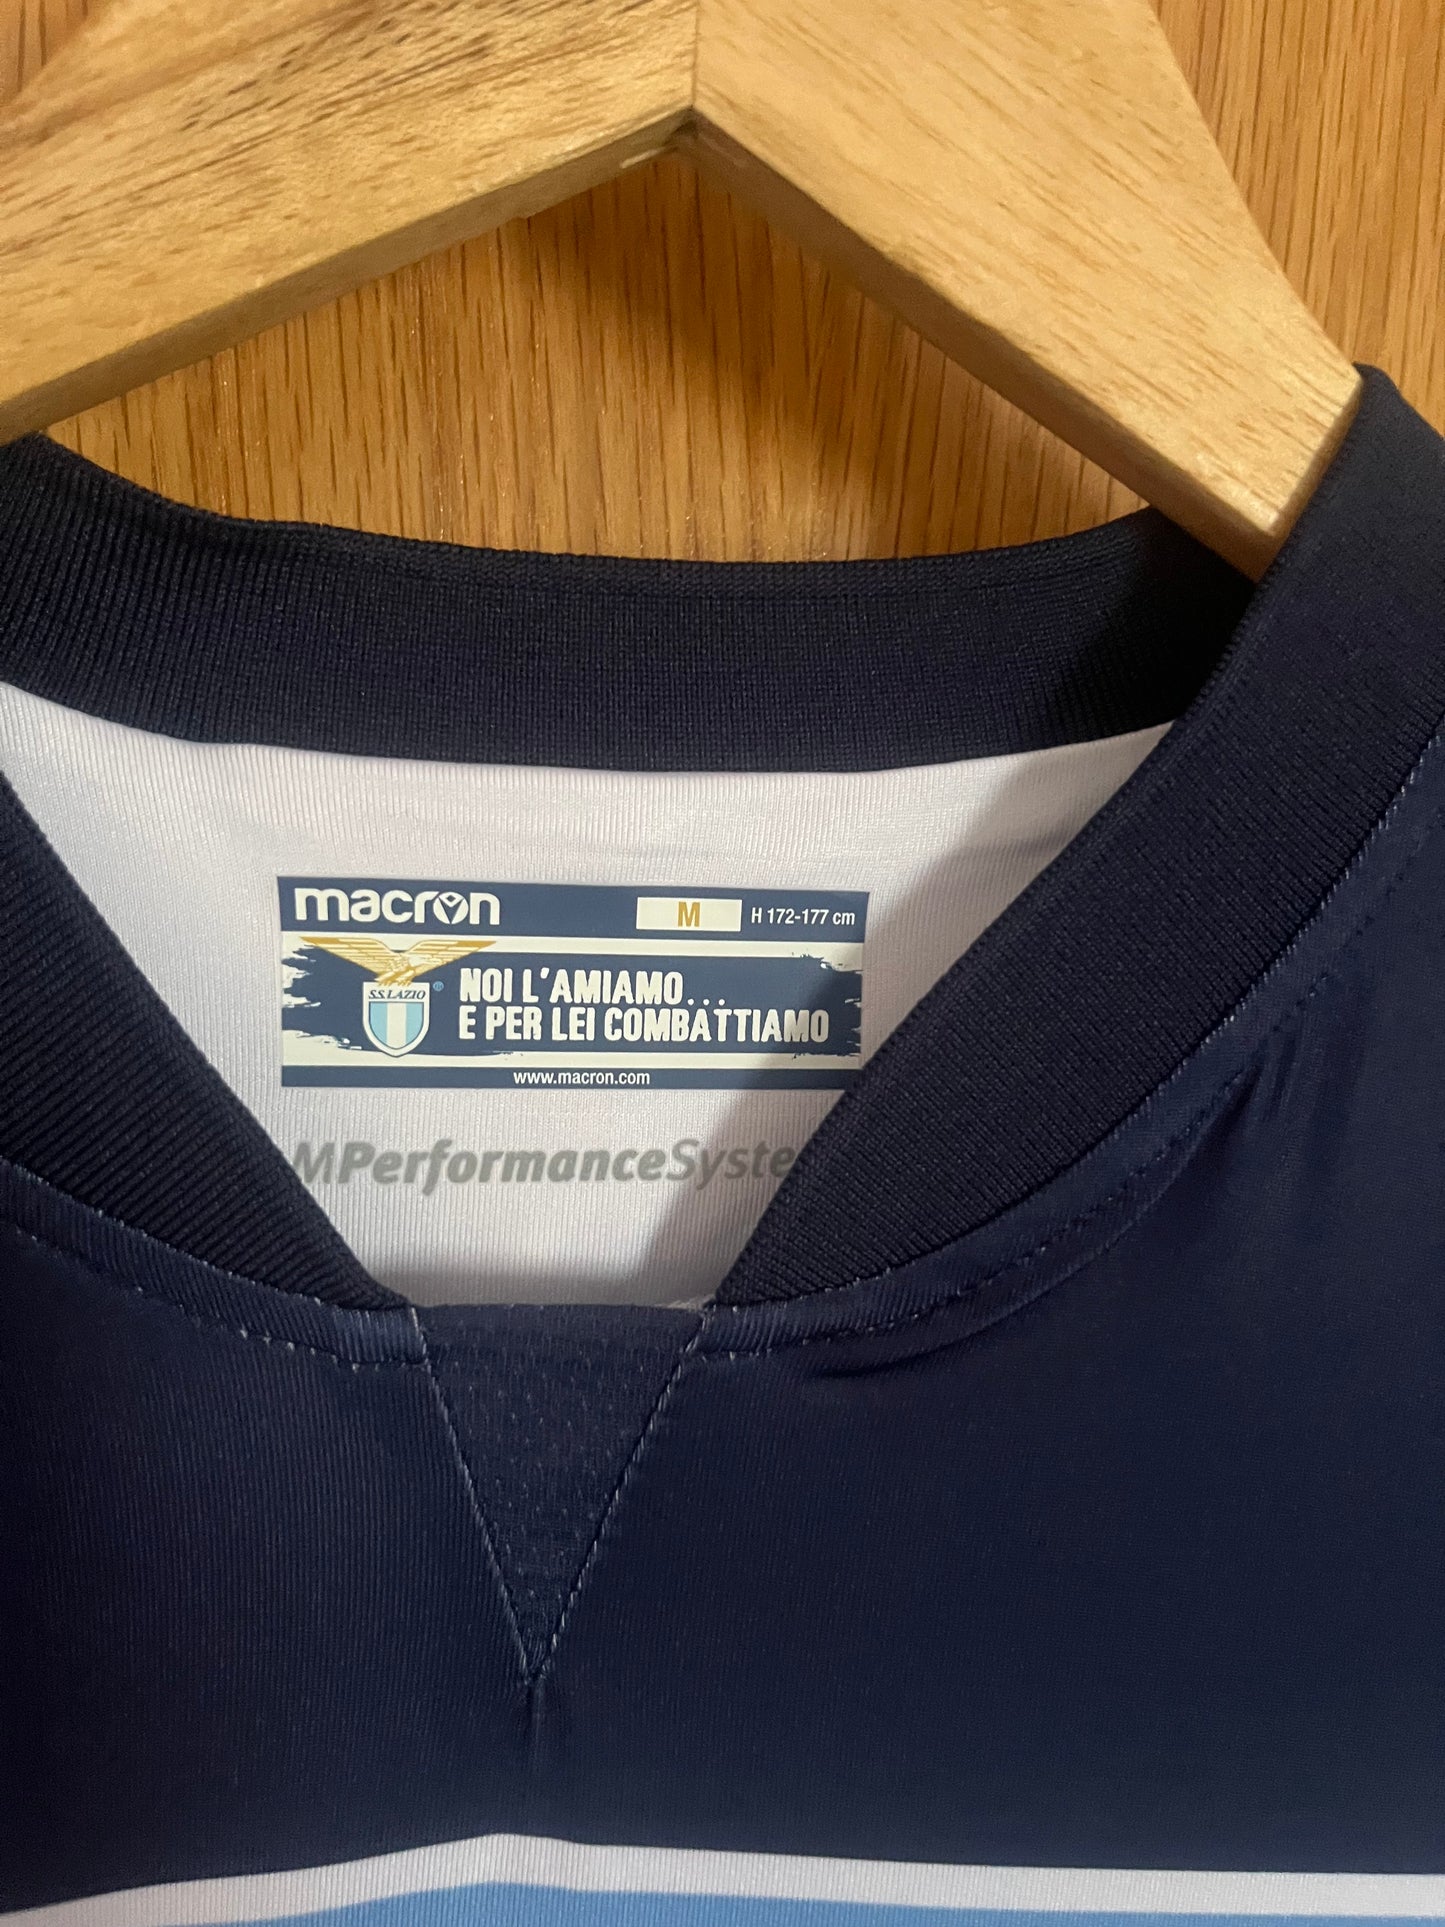 macron M H 172-177 cm
S.S.LAZIO ®
NOI L'AMIAMO...
E PER LEI COMBATTIAMO
www.macron.com
MPerformanceSyste